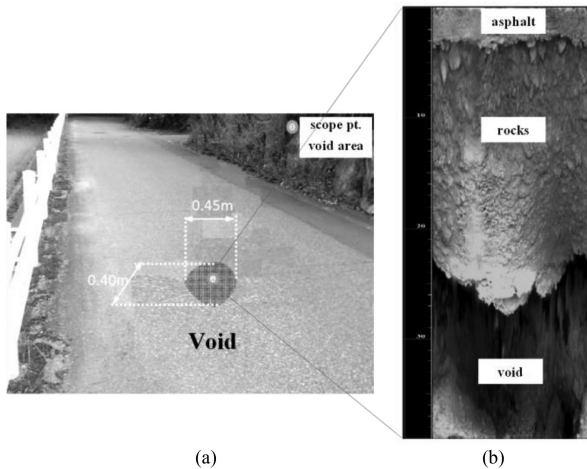 scope pt.
void area
0.45m
0.40m
Void
(a)
asphalt
10
rocks
20
30
void
(b)